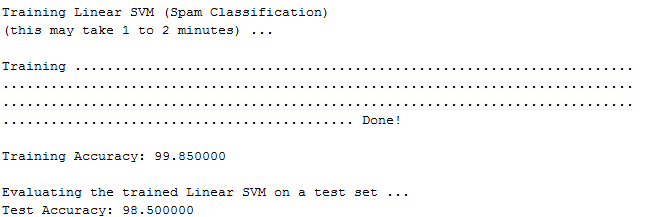 Training Linear SVM (Spam Classification)
(this may take 1 to 2 minutes) ...
Training ......................................................................
...............................................................................
...............................................................................
............................................ Done!
Training Accuracy: 99.850000
Evaluating the trained Linear SVM on a test set ...
Test Accuracy: 98.500000